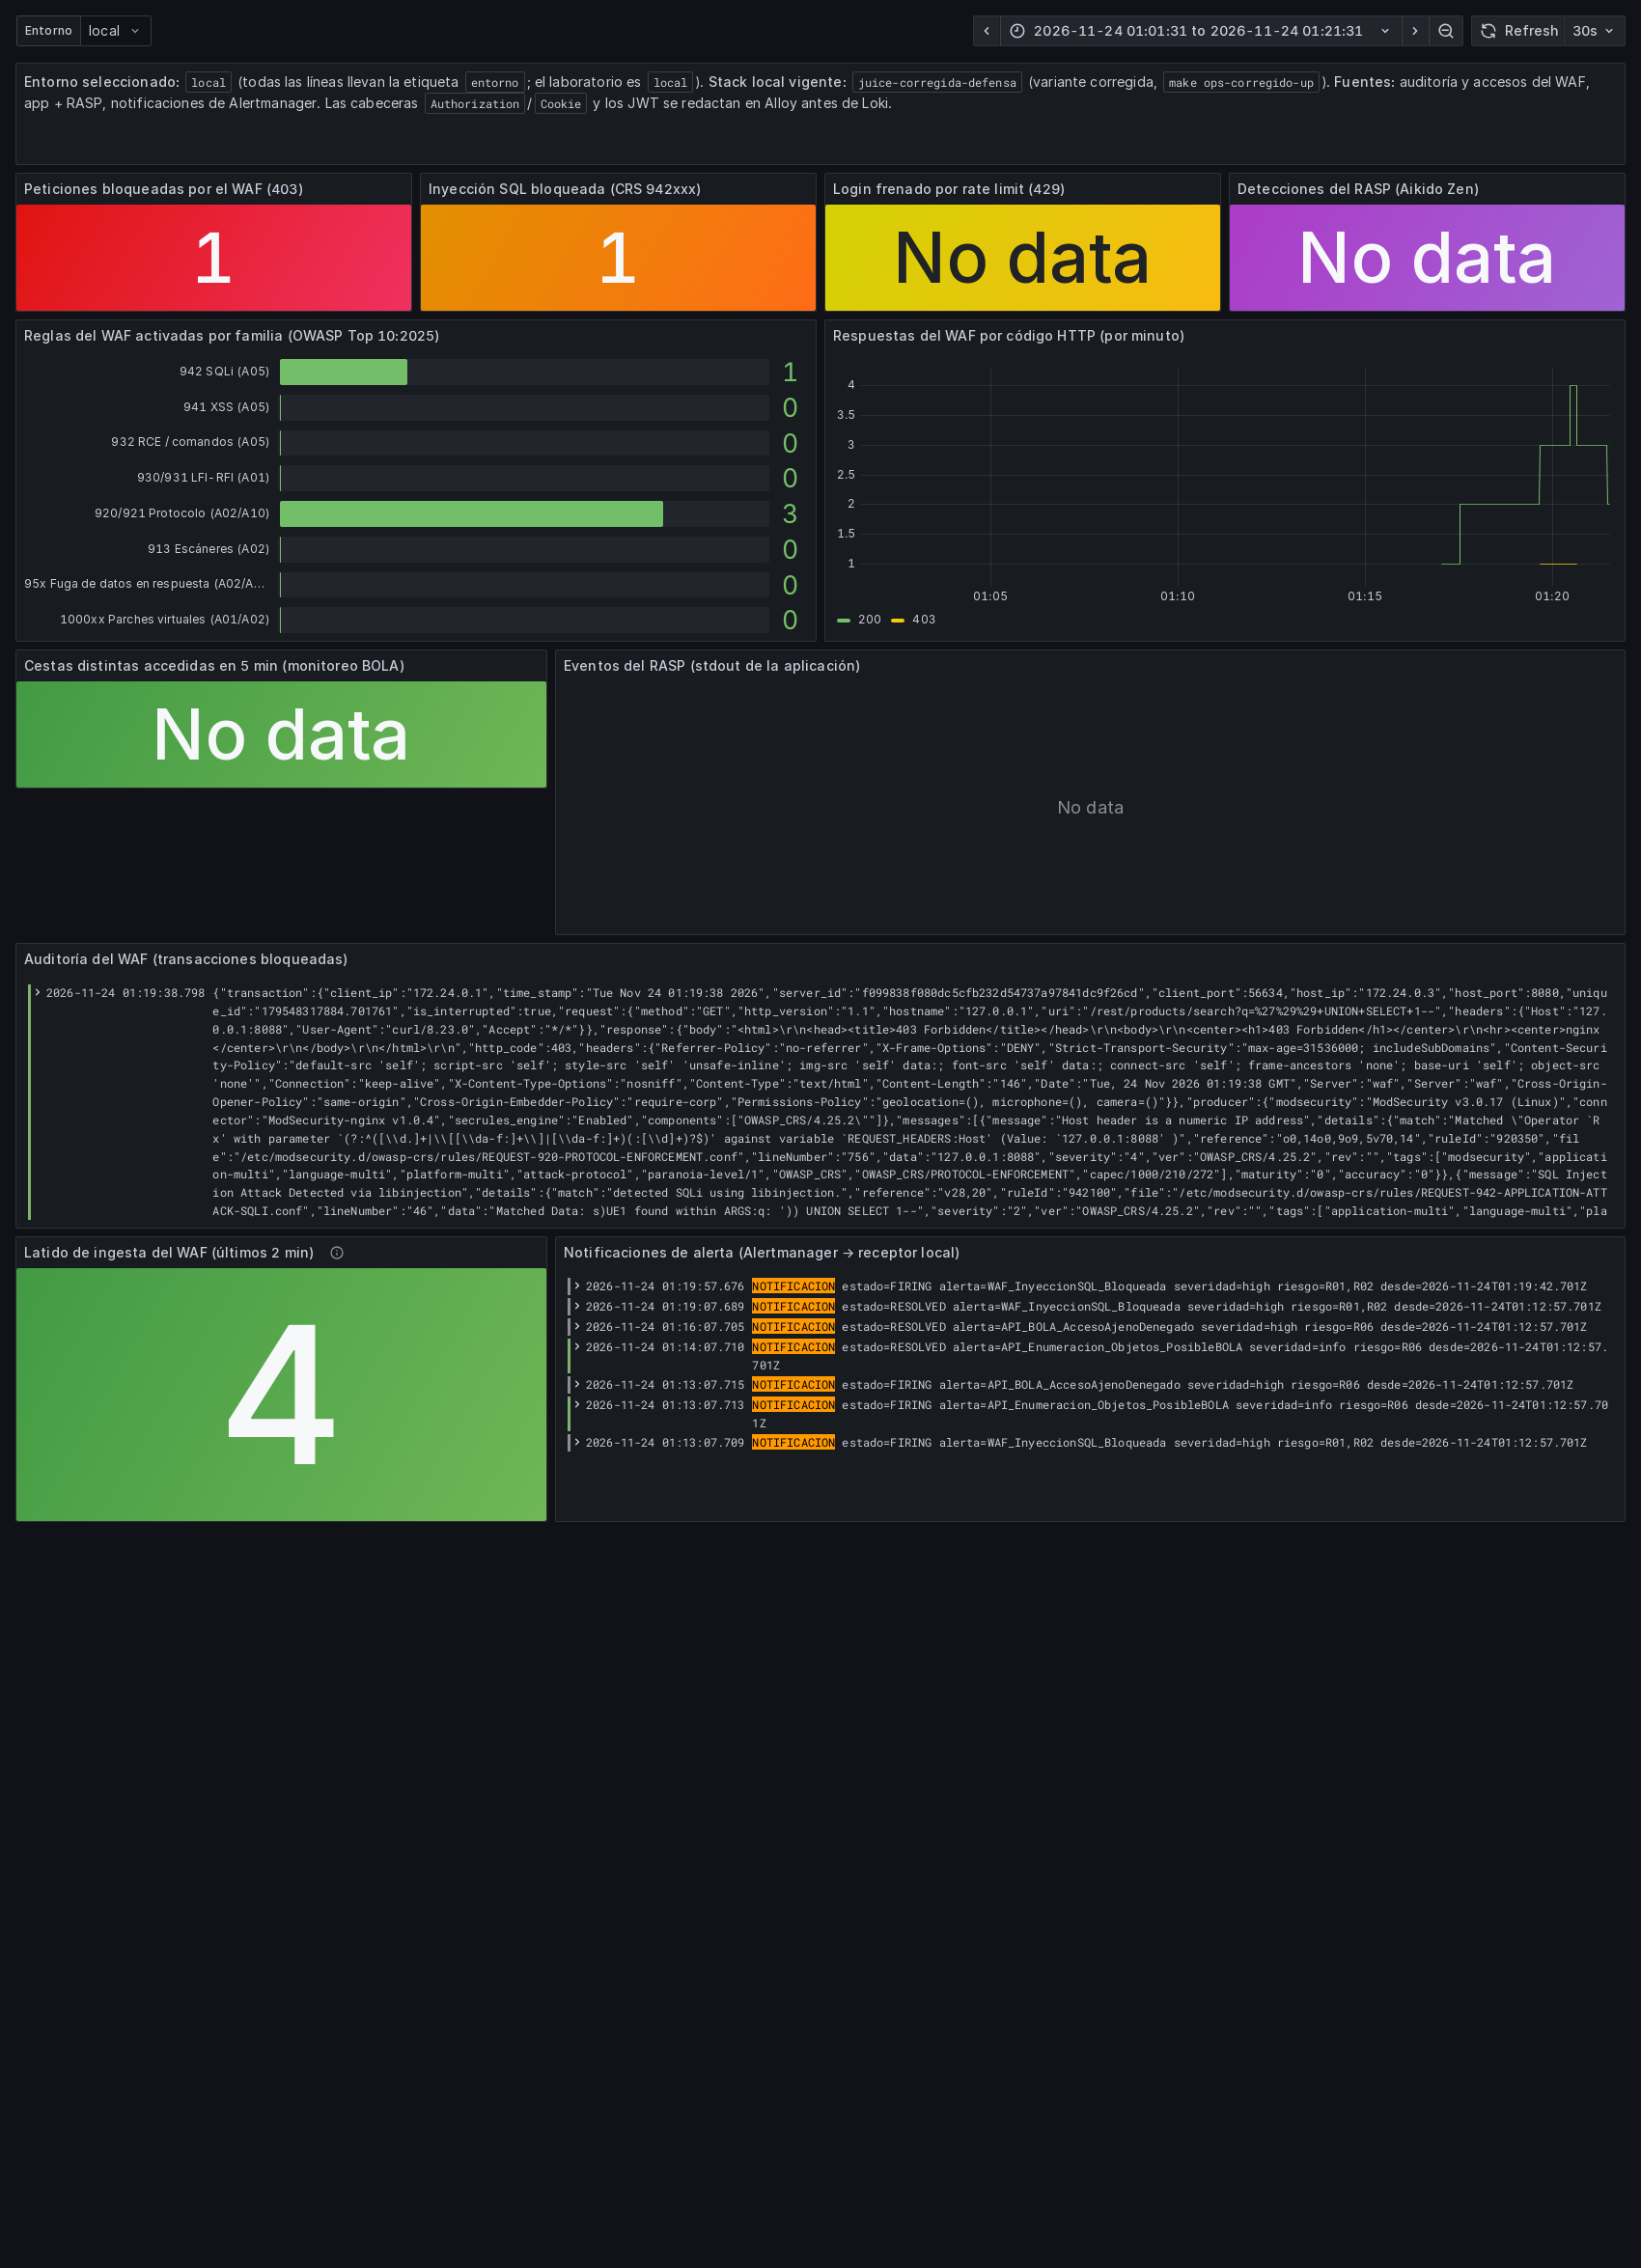 Entorno local
2026-11-24 01:01:31 to 2026-11-24 01:21:31
Refresh 30s
Entorno seleccionado: local (todas las líneas llevan la etiqueta entorno; el laboratorio es local). Stack local vigente: juice-corregida-defensa (variante corregida, make ops-corregido-up). Fuentes: auditoría y accesos del WAF,
app + RASP, notificaciones de Alertmanager. Las cabeceras Authorization/Cookie y los JWT se redactan en Alloy antes de Loki.
Peticiones bloqueadas por el WAF (403)
1
Inyección SQL bloqueada (CRS 942xxx)
1
Login frenado por rate limit (429)
No data
Detecciones del RASP (Aikido Zen)
No data
Reglas del WAF activadas por familia (OWASP Top 10:2025)
942 SQLi (A05) 1
941 XSS (A05) 0
932 RCE / comandos (A05) 0
930/931 LFI-RFI (A01) 0
920/921 Protocolo (A02/A10) 3
913 Escáneres (A02) 0
95x Fuga de datos en respuesta (A02/A... 0
1000xx Parches virtuales (A01/A02) 0
Respuestas del WAF por código HTTP (por minuto)
4
3.5
3
2.5
2
1.5
1
01:05 01:10 01:15 01:20
200 403
Cestas distintas accedidas en 5 min (monitoreo BOLA)
No data
Eventos del RASP (stdout de la aplicación)
No data
Auditoría del WAF (transacciones bloqueadas)
2026-11-24 01:19:38.798 {"transaction":{"client_ip":"172.24.0.1","time_stamp":"Tue Nov 24 01:19:38 2026","server_id":"f099838f080dc5cfb232d54737a97841dc9f26cd","client_port":56634,"host_ip":"172.24.0.3","host_port":8080,"uniqu
e_id":"179548317884.701761","is_interrupted":true,"request":{"method":"GET","http_version":"1.1","hostname":"127.0.0.1","uri":"/rest/products/search?q=%27%29%29+UNION+SELECT+1--","headers":{"Host":"127.
0.0.1:8088","User-Agent":"curl/8.23.0","Accept":"*/*"}},"response":{"body":"<html>\r\n<head><title>403 Forbidden</title></head>\r\n<body>\r\n<center><h1>403 Forbidden</h1></center>\r\n<hr><center>nginx
</center>\r\n</body>\r\n</html>\r\n","http_code":403,"headers":{"Referrer-Policy":"no-referrer","X-Frame-Options":"DENY","Strict-Transport-Security":"max-age=31536000; includeSubDomains","Content-Securi
ty-Policy":"default-src 'self'; script-src 'self'; style-src 'self' 'unsafe-inline'; img-src 'self' data:; font-src 'self' data:; connect-src 'self'; frame-ancestors 'none'; base-uri 'self'; object-src
'none'","Connection":"keep-alive","X-Content-Type-Options":"nosniff","Content-Type":"text/html","Content-Length":"146","Date":"Tue, 24 Nov 2026 01:19:38 GMT","Server":"waf","Server":"waf","Cross-Origin-
Opener-Policy":"same-origin","Cross-Origin-Embedder-Policy":"require-corp","Permissions-Policy":"geolocation=(), microphone=(), camera=()"}},"producer":{"modsecurity":"ModSecurity v3.0.17 (Linux)","conn
ector":"ModSecurity-nginx v1.0.4","secrules_engine":"Enabled","components":["OWASP_CRS/4.25.2\""]},"messages":[{"message":"Host header is a numeric IP address","details":{"match":"Matched \"Operator `R
x' with parameter `(?:^([\\d.]+|\\[[\\da-f:]+\\]|[\\da-f:]+)(:[\\d]+)?$)' against variable `REQUEST_HEADERS:Host' (Value: `127.0.0.1:8088' )","reference":"o0,14o0,9o9,5v70,14","ruleId":"920350","fil
e":"/etc/modsecurity.d/owasp-crs/rules/REQUEST-920-PROTOCOL-ENFORCEMENT.conf","lineNumber":"756","data":"127.0.0.1:8088","severity":"4","ver":"OWASP_CRS/4.25.2","rev":"","tags":["modsecurity","applicati
on-multi","language-multi","platform-multi","attack-protocol","paranoia-level/1","OWASP_CRS","OWASP_CRS/PROTOCOL-ENFORCEMENT","capec/1000/210/272"],"maturity":"0","accuracy":"0"}},{"message":"SQL Inject
ion Attack Detected via libinjection","details":{"match":"detected SQLi using libinjection.","reference":"v28,20","ruleId":"942100","file":"/etc/modsecurity.d/owasp-crs/rules/REQUEST-942-APPLICATION-ATT
ACK-SQLI.conf","lineNumber":"46","data":"Matched Data: s)UE1 found within ARGS:q: ')) UNION SELECT 1--","severity":"2","ver":"OWASP_CRS/4.25.2","rev":"","tags":["application-multi","language-multi","pla
Latido de ingesta del WAF (últimos 2 min)
4
Notificaciones de alerta (Alertmanager → receptor local)
2026-11-24 01:19:57.676 NOTIFICACION estado=FIRING alerta=WAF_InyeccionSQL_Bloqueada severidad=high riesgo=R01,R02 desde=2026-11-24T01:19:42.701Z
2026-11-24 01:19:07.689 NOTIFICACION estado=RESOLVED alerta=WAF_InyeccionSQL_Bloqueada severidad=high riesgo=R01,R02 desde=2026-11-24T01:12:57.701Z
2026-11-24 01:16:07.705 NOTIFICACION estado=RESOLVED alerta=API_BOLA_AccesoAjenoDenegado severidad=high riesgo=R06 desde=2026-11-24T01:12:57.701Z
2026-11-24 01:14:07.710 NOTIFICACION estado=RESOLVED alerta=API_Enumeracion_Objetos_PosibleBOLA severidad=info riesgo=R06 desde=2026-11-24T01:12:57.
701Z
2026-11-24 01:13:07.715 NOTIFICACION estado=FIRING alerta=API_BOLA_AccesoAjenoDenegado severidad=high riesgo=R06 desde=2026-11-24T01:12:57.701Z
2026-11-24 01:13:07.713 NOTIFICACION estado=FIRING alerta=API_Enumeracion_Objetos_PosibleBOLA severidad=info riesgo=R06 desde=2026-11-24T01:12:57.70
1Z
2026-11-24 01:13:07.709 NOTIFICACION estado=FIRING alerta=WAF_InyeccionSQL_Bloqueada severidad=high riesgo=R01,R02 desde=2026-11-24T01:12:57.701Z